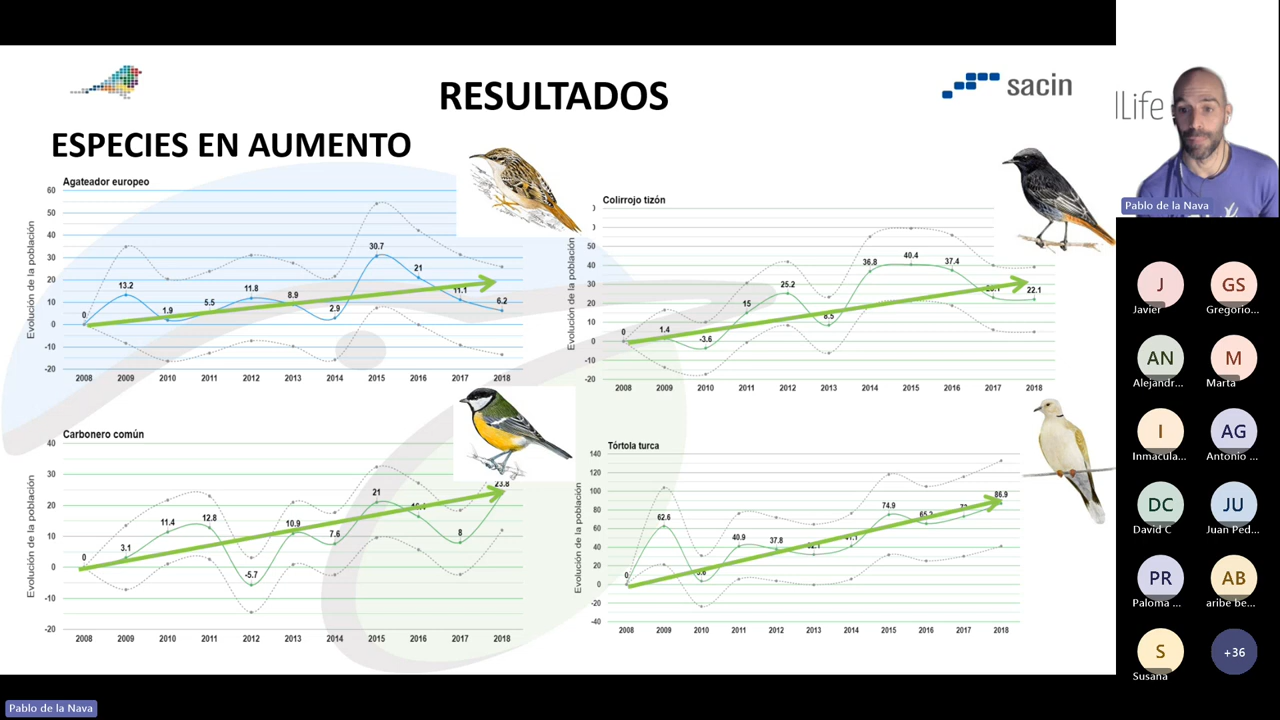 RESULTADOS
sacin
ESPECIES EN AUMENTO
Agateador europeo
Evolución de la población
60
50
40
30
20
10
0
-10
-20
0
13.2
1.9
5.5
11.8
8.9
2.9
30.7
21
11.1
6.2
2008 2009 2010 2011 2012 2013 2014 2015 2016 2017 2018
Colirrojo tizón
Evolución de la población
50
40
30
20
10
0
-10
-20
0
1.4
-3.6
15
25.2
8.5
36.8
40.4
37.4
22.1
2008 2009 2010 2011 2012 2013 2014 2015 2016 2017 2018
Carbonero común
Evolución de la población
40
30
20
10
0
-10
-20
0
3.1
11.4
12.8
-5.7
10.9
7.6
21
8
23.8
2008 2009 2010 2011 2012 2013 2014 2015 2016 2017 2018
Tórtola turca
Evolución de la población
140
120
100
80
60
40
20
0
-20
-40
0
62.6
40.9
37.8
74.9
86.9
2008 2009 2010 2011 2012 2013 2014 2015 2016 2017 2018
Life
Pablo de la Nava
J
Javier
GS
Gregorio...
AN
Alejandr...
M
Marta
I
Inmacula...
AG
Antonio ...
DC
David C
JU
Juan Ped...
PR
Paloma ...
AB
aribe be...
S
Susana
+36
Pablo de la Nava